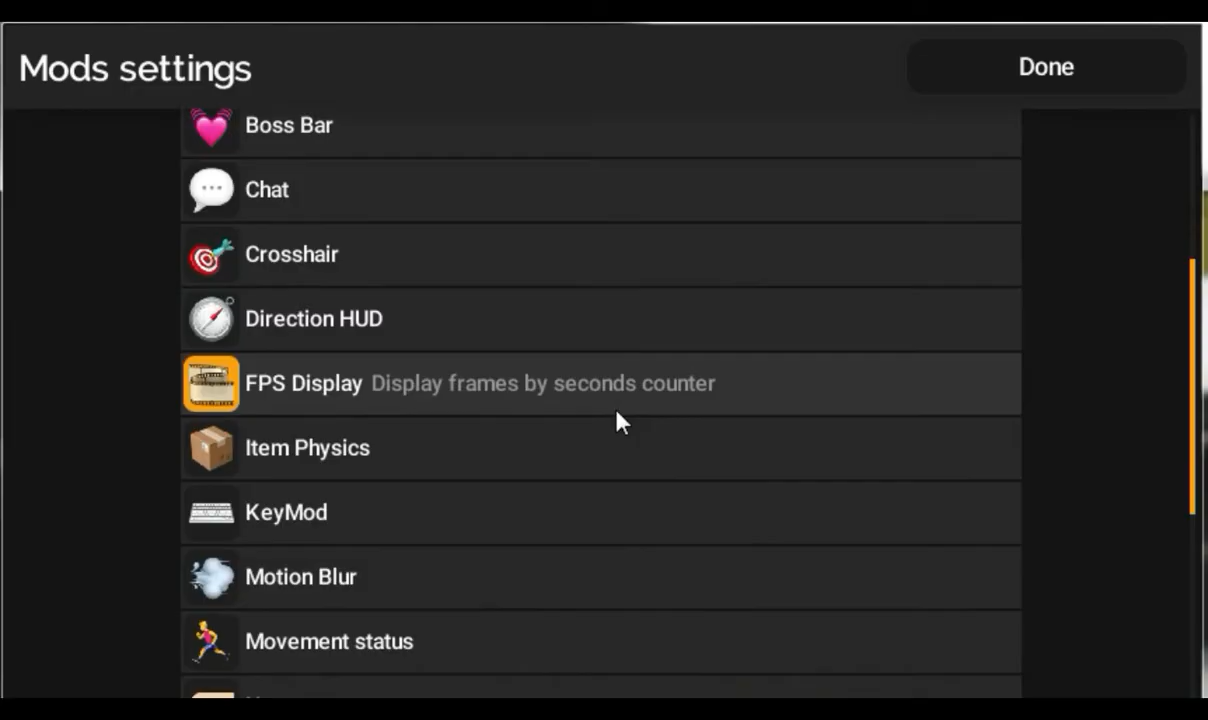 Mods settings
Done
Boss Bar
Chat
Crosshair
Direction HUD
FPS Display Display frames by seconds counter
Item Physics
KeyMod
Motion Blur
Movement status